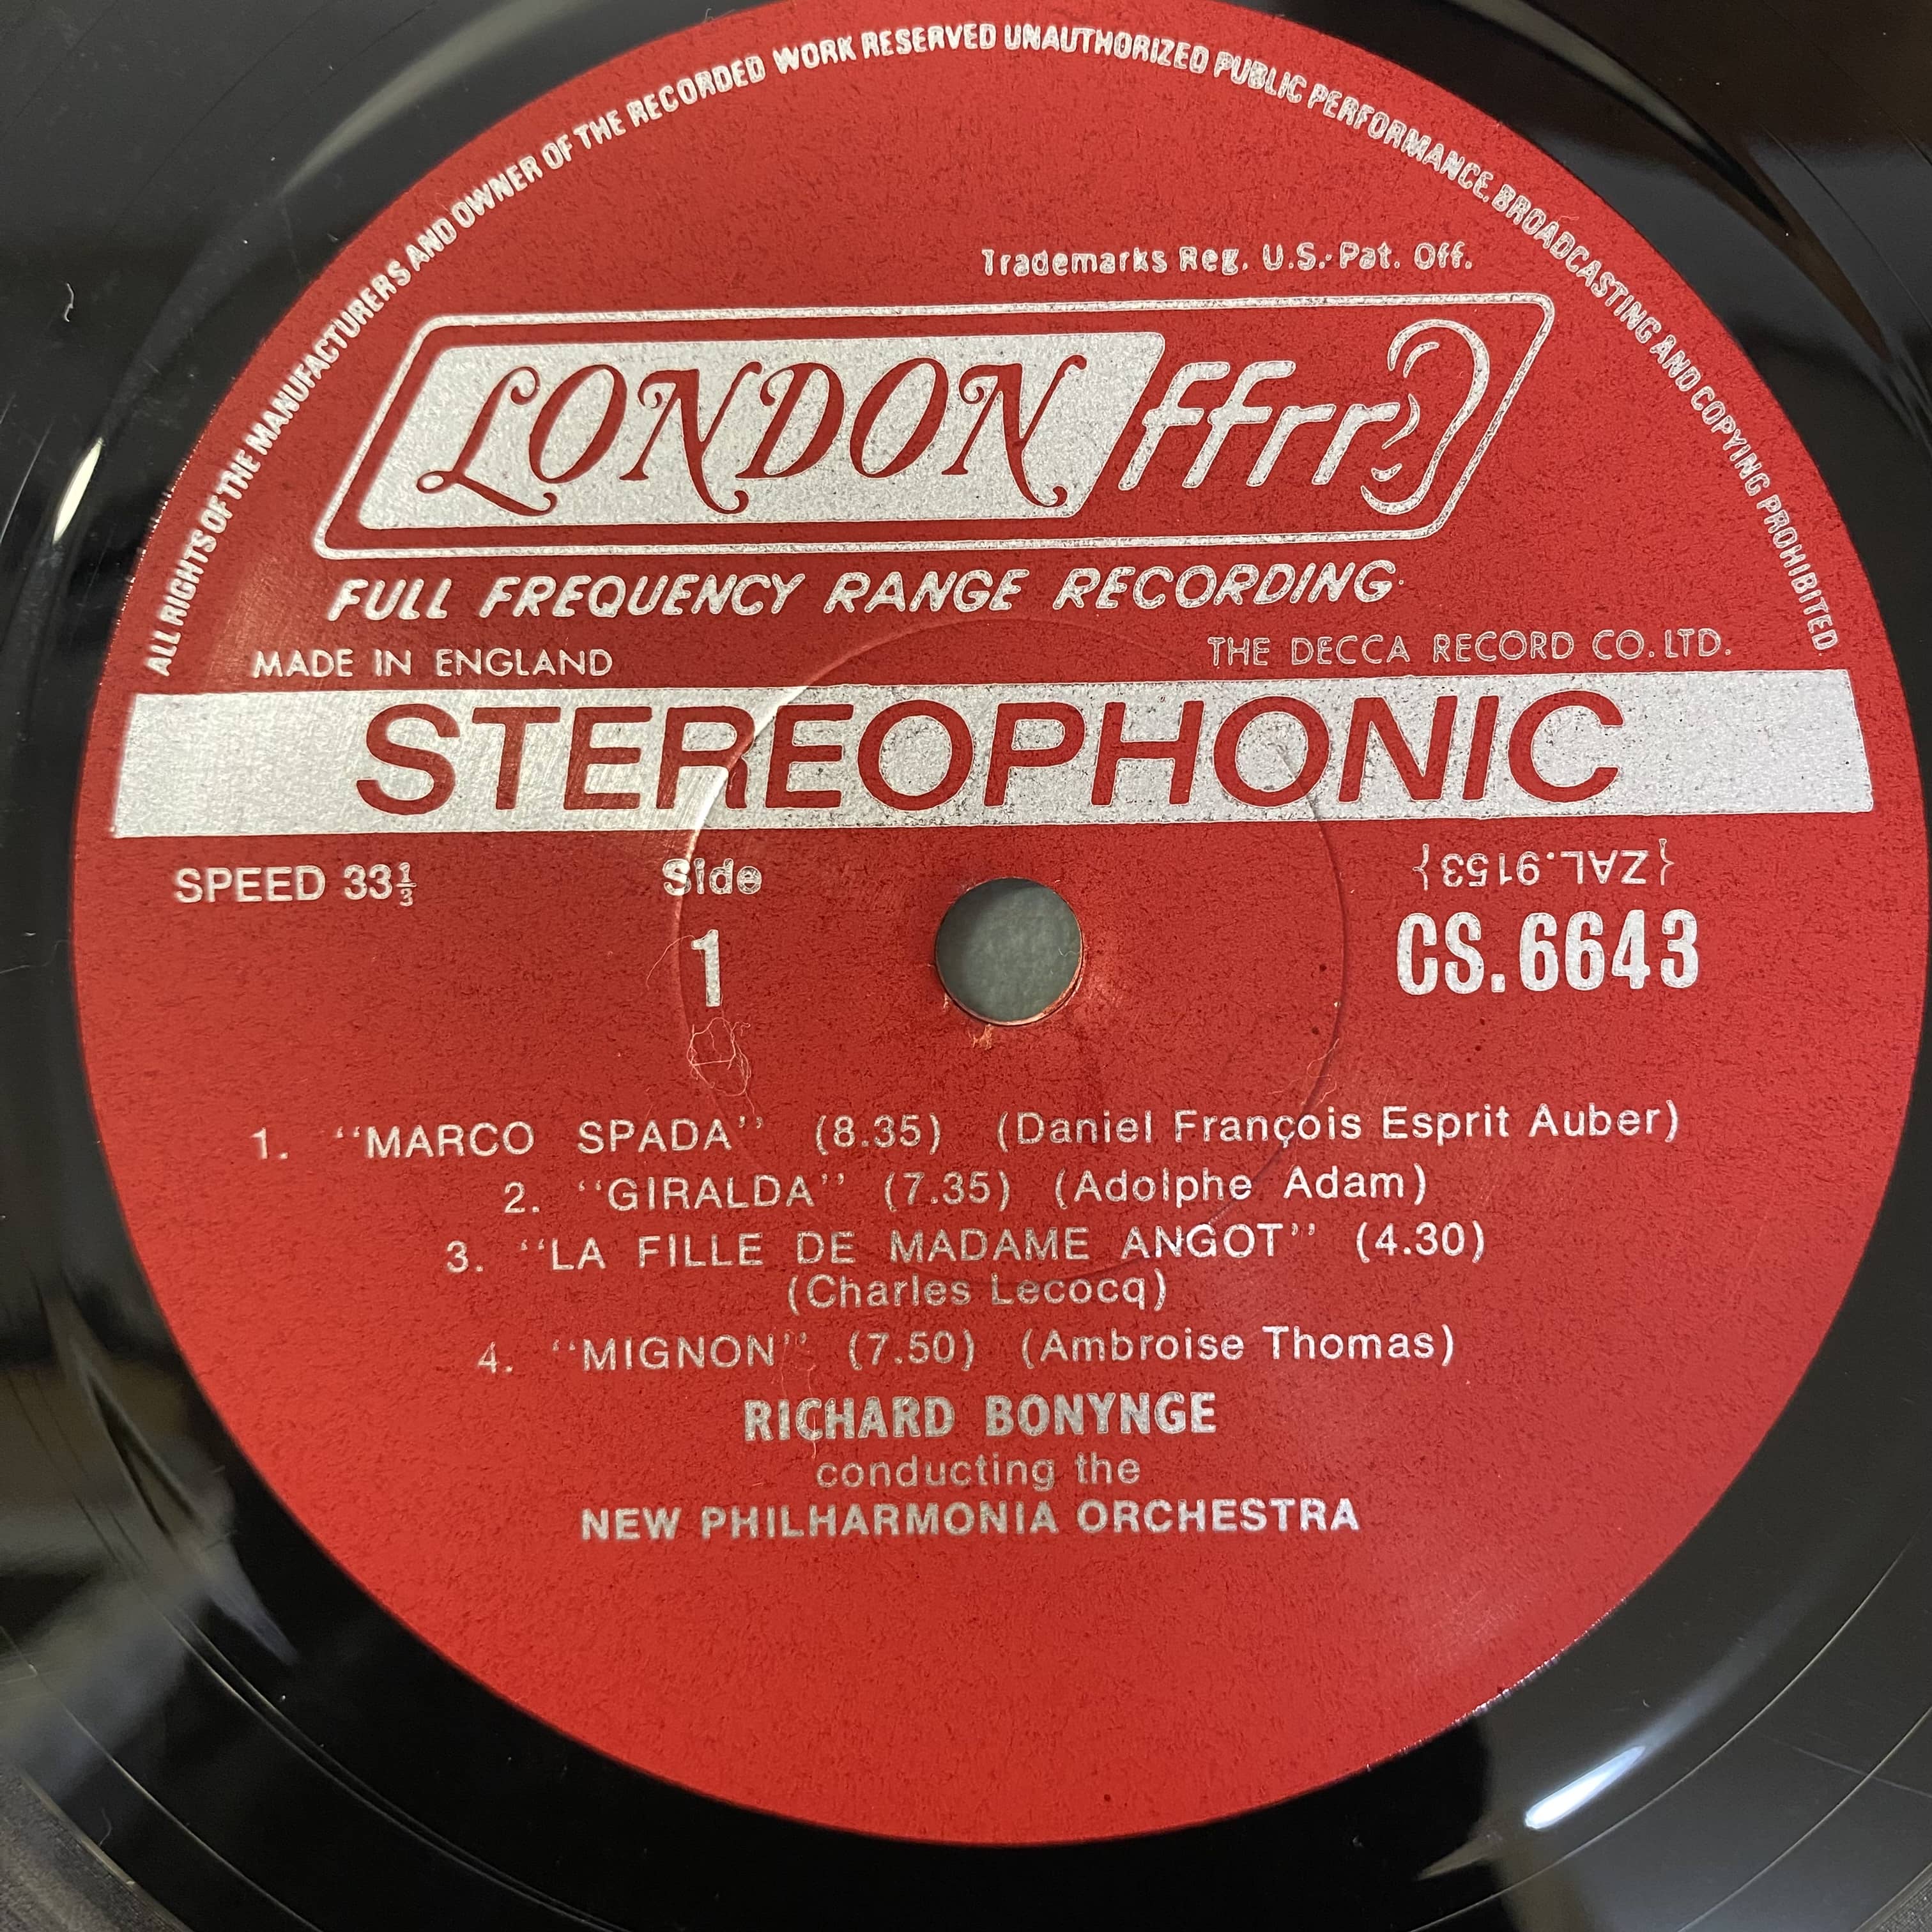 ALL RIGHTS OF THE MANUFACTURERS AND OWNER OF THE RECORDED WORK RESERVED UNAUTHORIZED PUBLIC PERFORMANCE, BROADCASTING AND COPYING PROHIBITED
Trademarks Reg. U.S. Pat. Off.
LONDON ffrr
FULL FREQUENCY RANGE RECORDING
MADE IN ENGLAND
THE DECCA RECORD CO. LTD.
STEREOPHONIC
SPEED 33⅓
Side
1
{ZAL.9153}
CS.6643
1. "MARCO SPADA" (8.35) (Daniel François Esprit Auber)
2. "GIRALDA" (7.35) (Adolphe Adam)
3. "LA FILLE DE MADAME ANGOT" (4.30)
(Charles Lecocq)
4. "MIGNON" (7.50) (Ambroise Thomas)
RICHARD BONYNGE
conducting the
NEW PHILHARMONIA ORCHESTRA